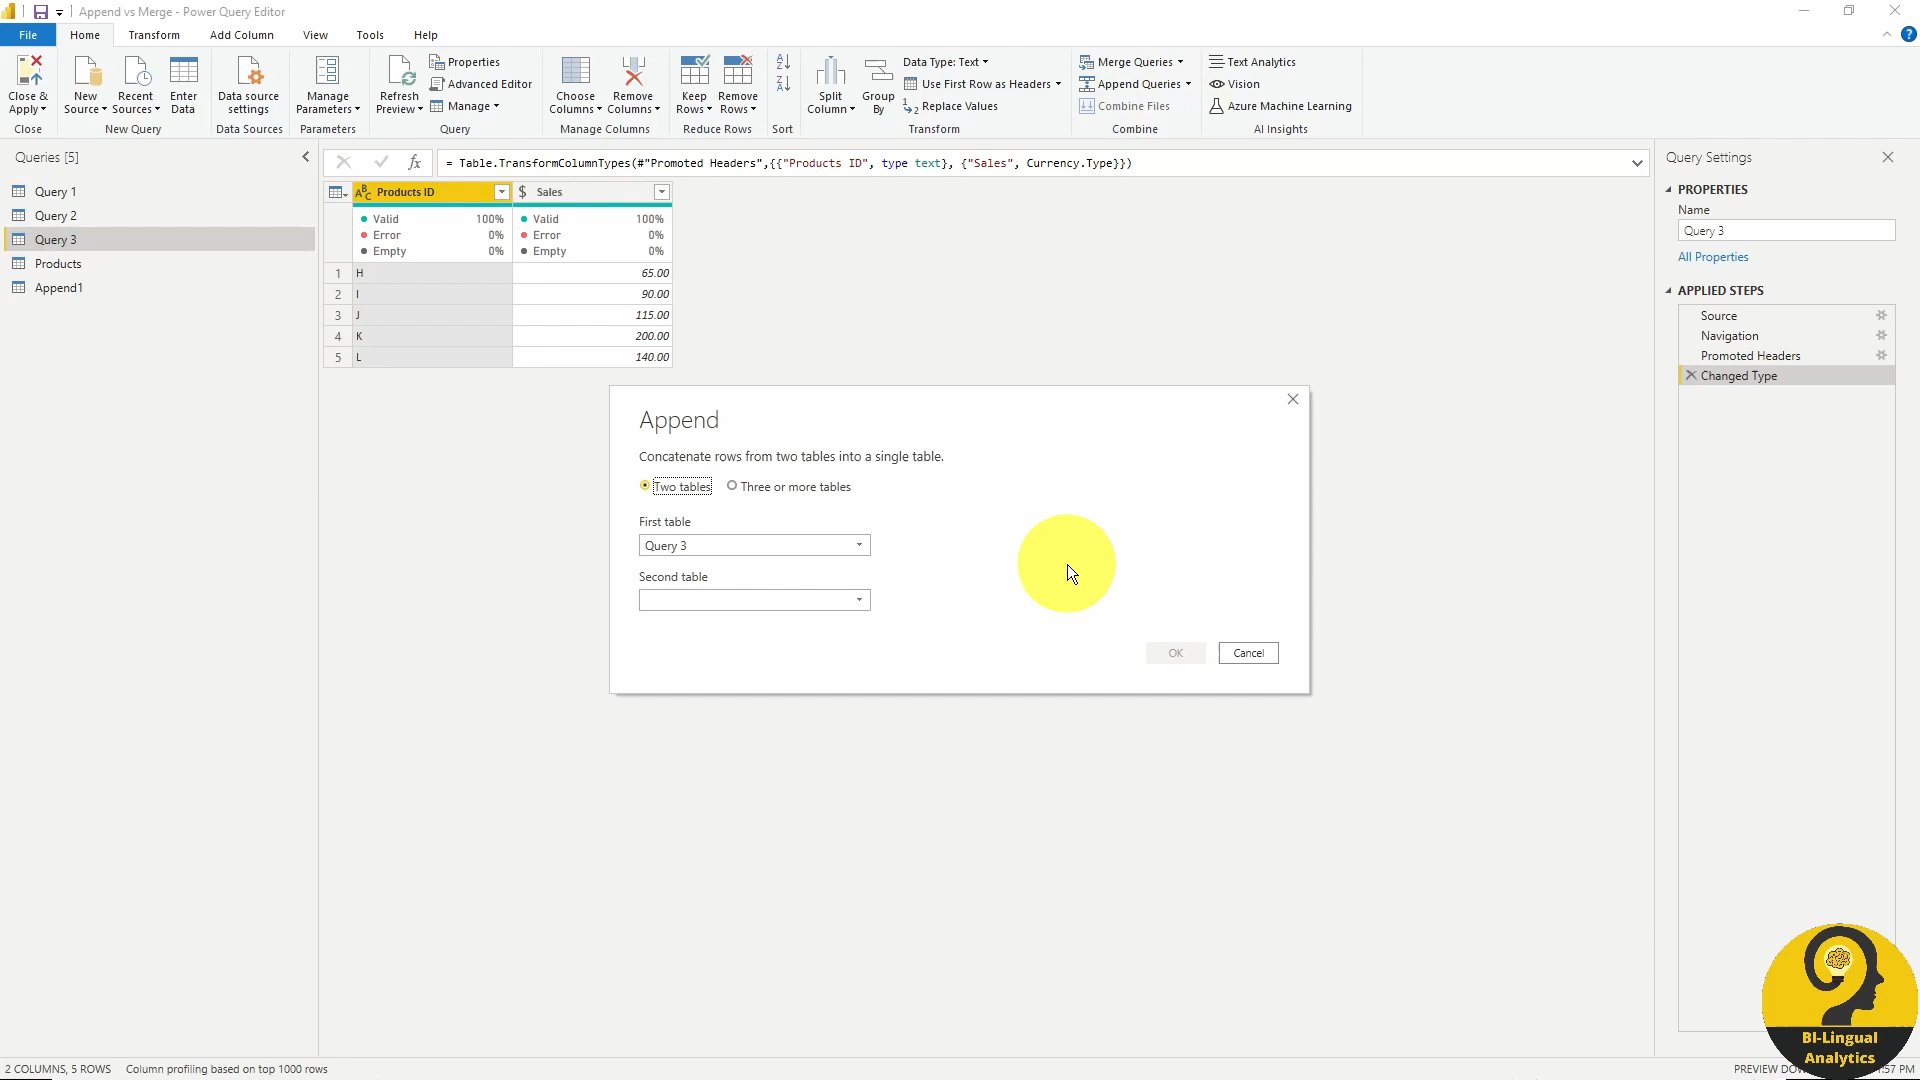 Append vs Merge - Power Query Editor
File Home Transform Add Column View Tools Help
Close & Apply
Close
New Source
Recent Sources
Enter Data
New Query
Data source settings
Data Sources
Manage Parameters
Parameters
Refresh Preview
Properties
Advanced Editor
Manage
Query
Choose Columns
Remove Columns
Manage Columns
Keep Rows
Remove Rows
Reduce Rows
Sort
Split Column
Group By
Data Type: Text
Use First Row as Headers
Replace Values
Transform
Merge Queries
Append Queries
Combine Files
Combine
Text Analytics
Vision
Azure Machine Learning
AI Insights
Queries [5]
Query 1
Query 2
Query 3
Products
Append1
fx = Table.TransformColumnTypes(#"Promoted Headers",{{"Products ID", type text}, {"Sales", Currency.Type}})
Products ID $ Sales
Valid 100% Valid 100%
Error 0% Error 0%
Empty 0% Empty 0%
1 H 65.00
2 I 90.00
3 J 115.00
4 K 200.00
5 L 140.00
Append
Concatenate rows from two tables into a single table.
Two tables Three or more tables
First table
Query 3
Second table
OK Cancel
Query Settings
PROPERTIES
Name
Query 3
All Properties
APPLIED STEPS
Source
Navigation
Promoted Headers
Changed Type
BI-Lingual
Analytics
2 COLUMNS, 5 ROWS Column profiling based on top 1000 rows
PREVIEW :57 PM